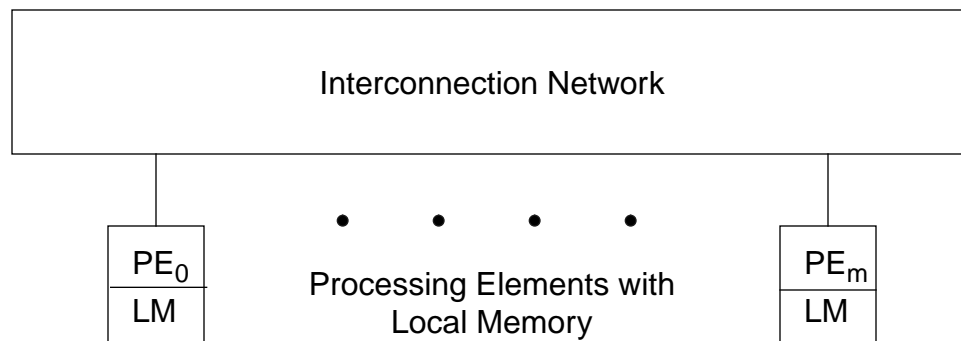 Interconnection Network
PE0
PEm
Processing Elements with
LM
LM
Local Memory